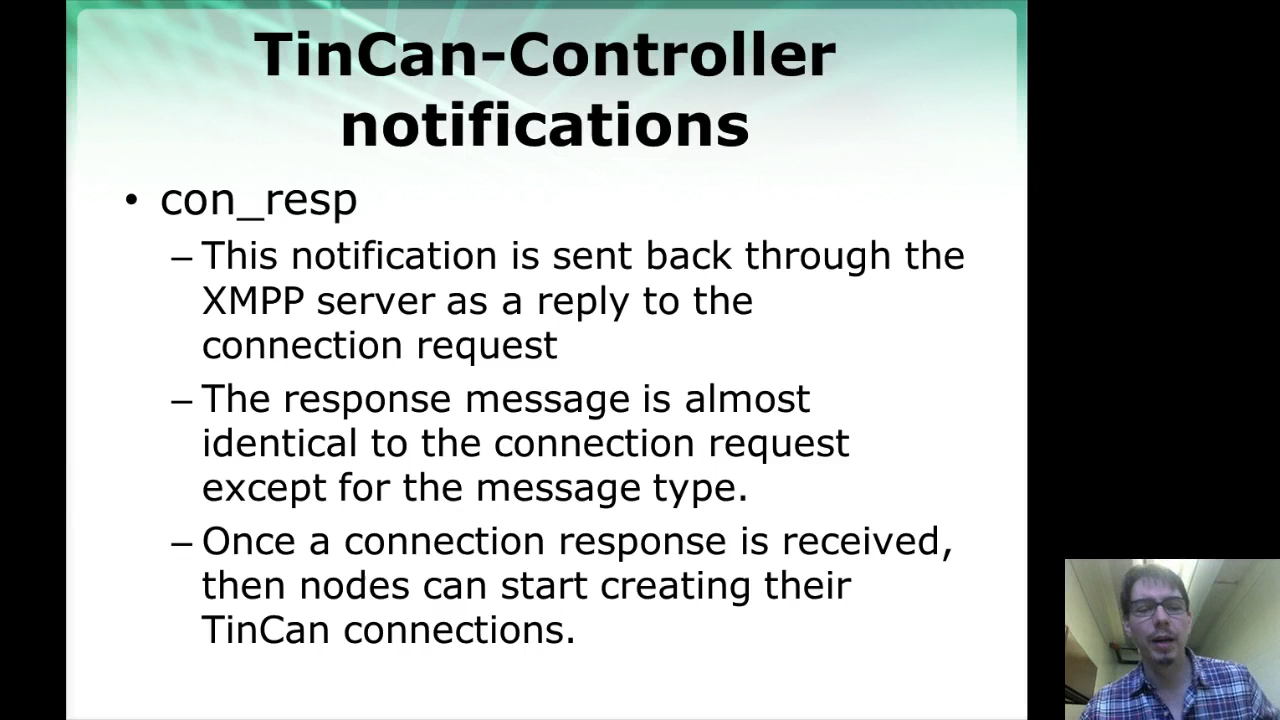 TinCan-Controller
notifications
• con_resp
– This notification is sent back through the
XMPP server as a reply to the
connection request
– The response message is almost
identical to the connection request
except for the message type.
– Once a connection response is received,
then nodes can start creating their
TinCan connections.